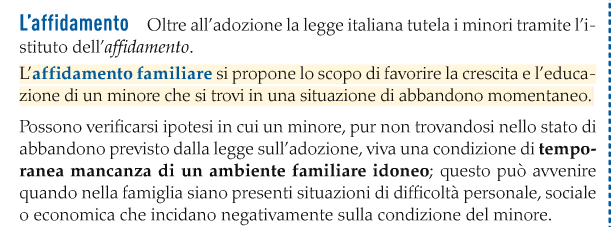 L'affidamento Oltre all'adozione la legge italiana tutela i minori tramite l'i-
stituto dell'affidamento.
L'affidamento familiare si propone lo scopo di favorire la crescita e l'educa-
zione di un minore che si trovi in una situazione di abbandono momentaneo.
Possono verificarsi ipotesi in cui un minore, pur non trovandosi nello stato di
abbandono previsto dalla legge sull'adozione, viva una condizione di tempo-
ranea mancanza di un ambiente familiare idoneo; questo può avvenire
quando nella famiglia siano presenti situazioni di difficoltà personale, sociale
o economica che incidano negativamente sulla condizione del minore.